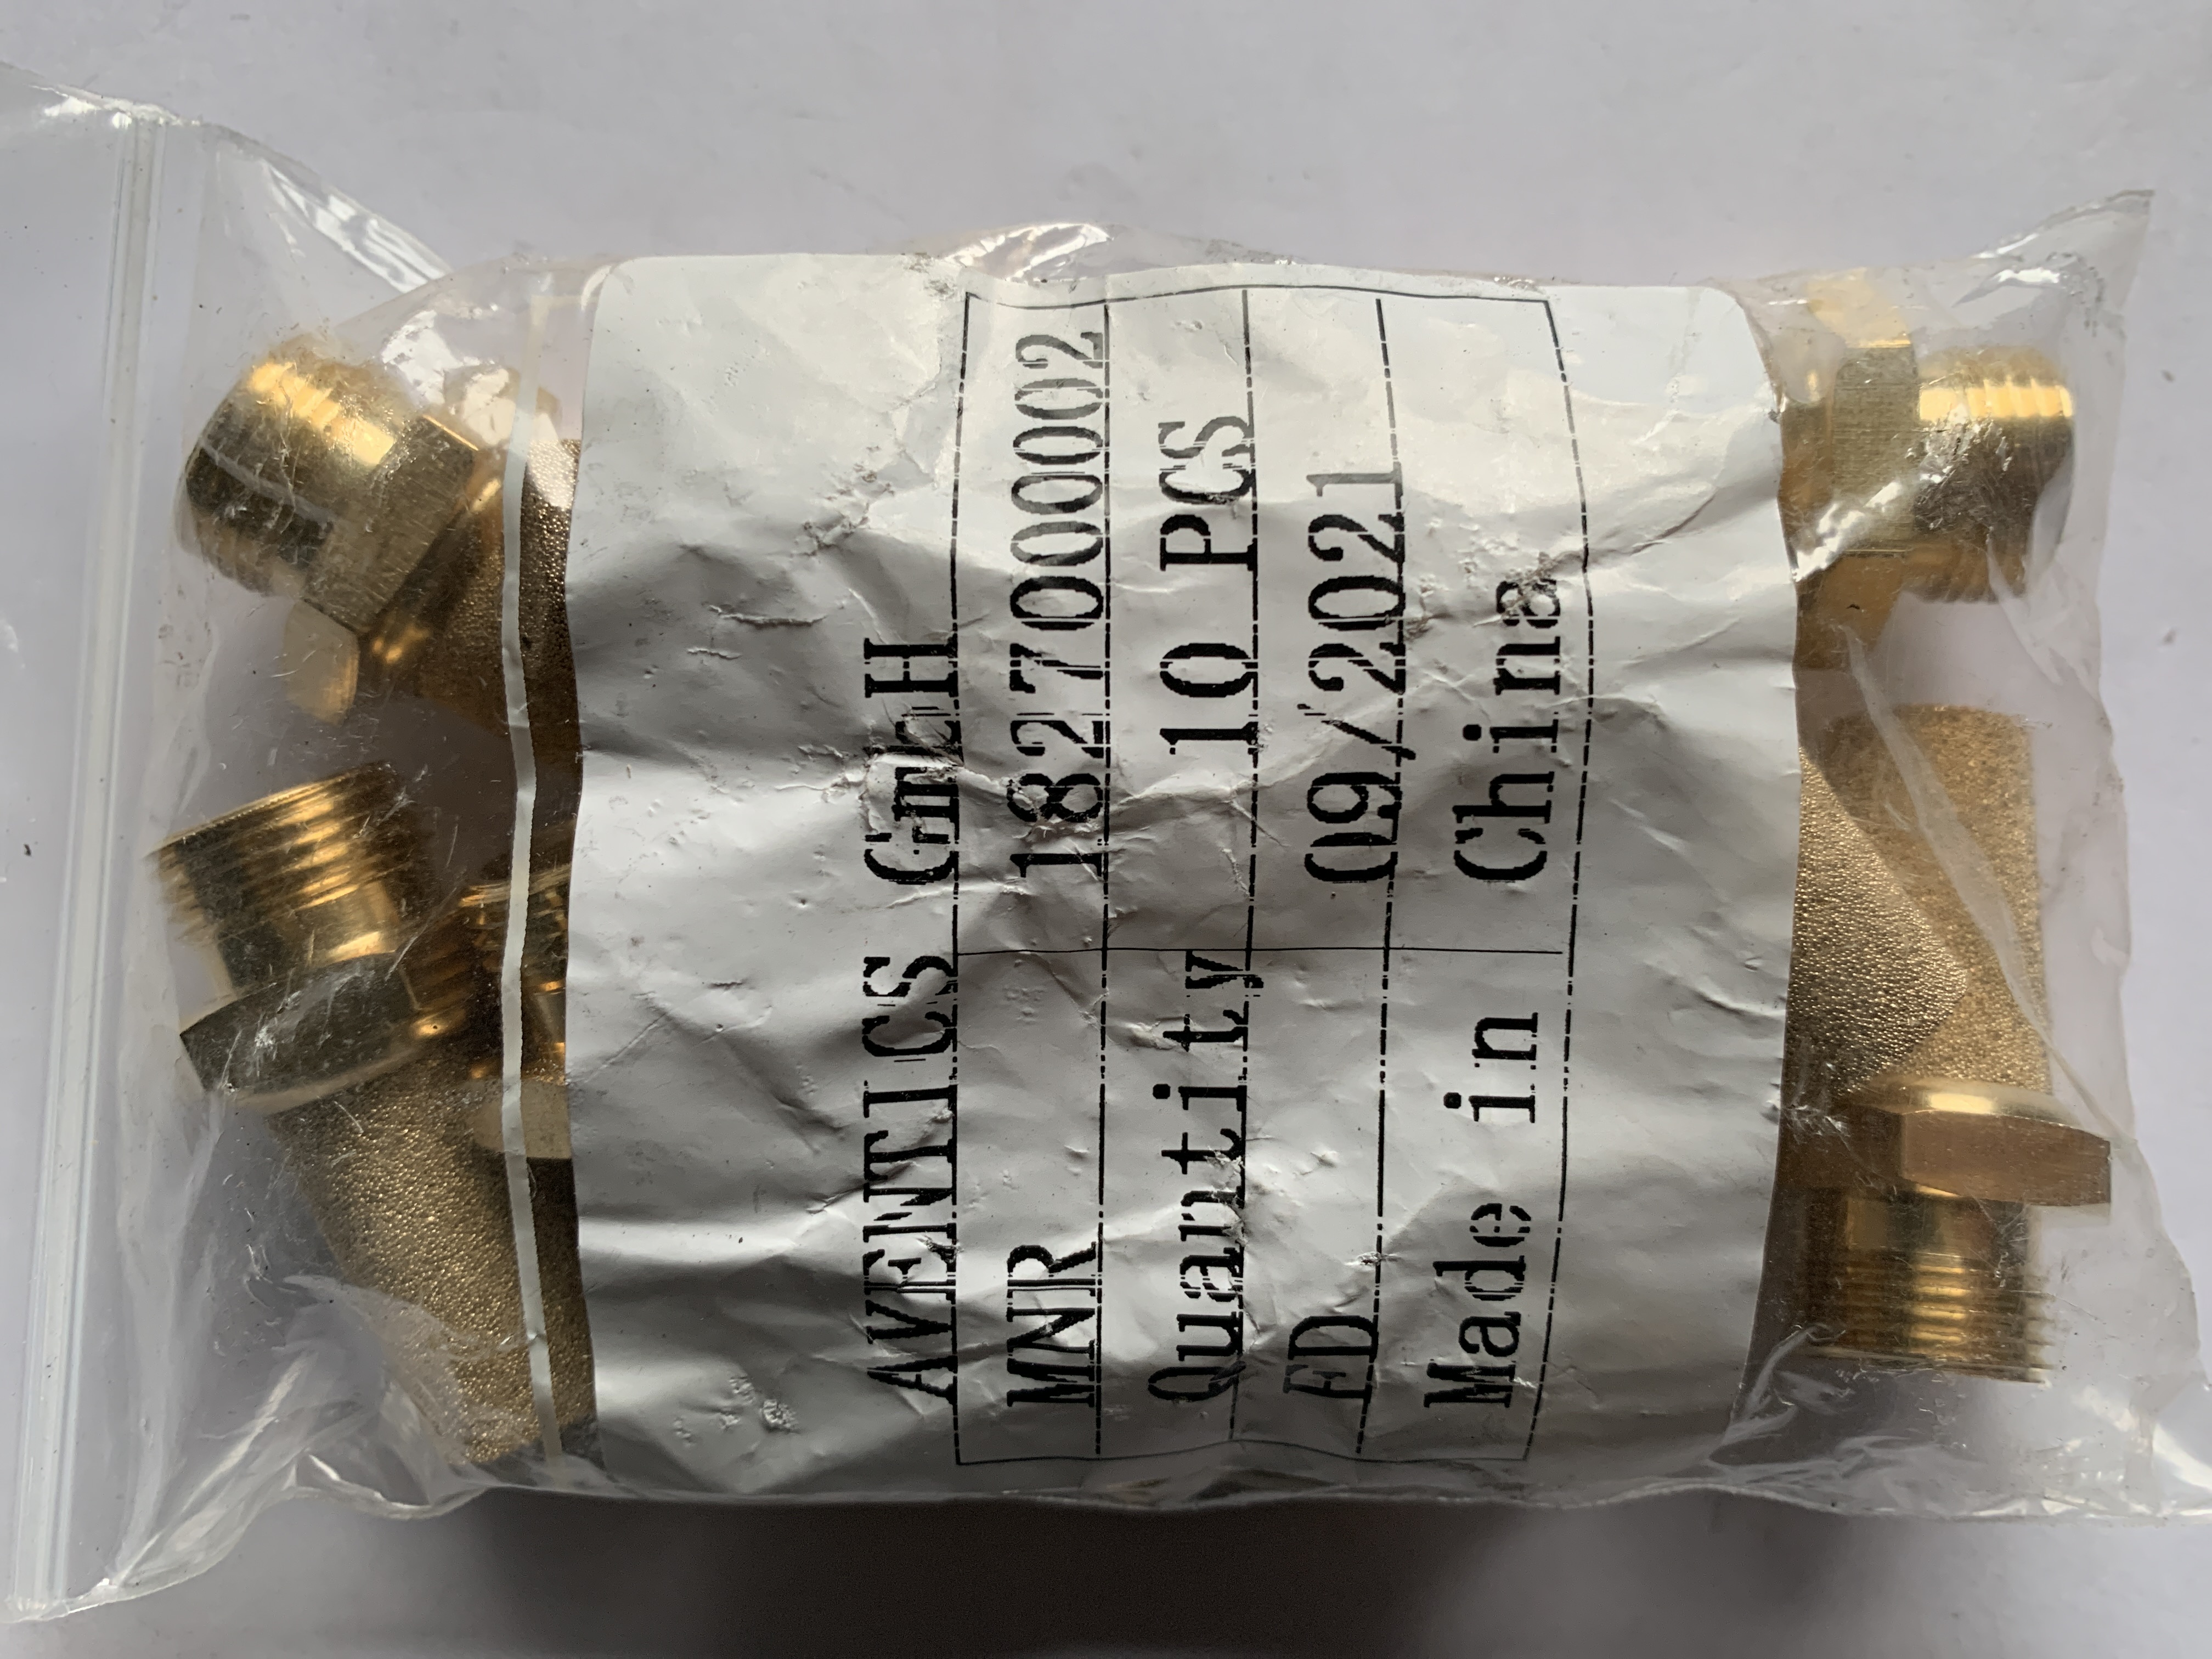 AVENTICS GmbH
MNR 1827000002
Quantity 10 PCS
FD 09/2021
Made in China